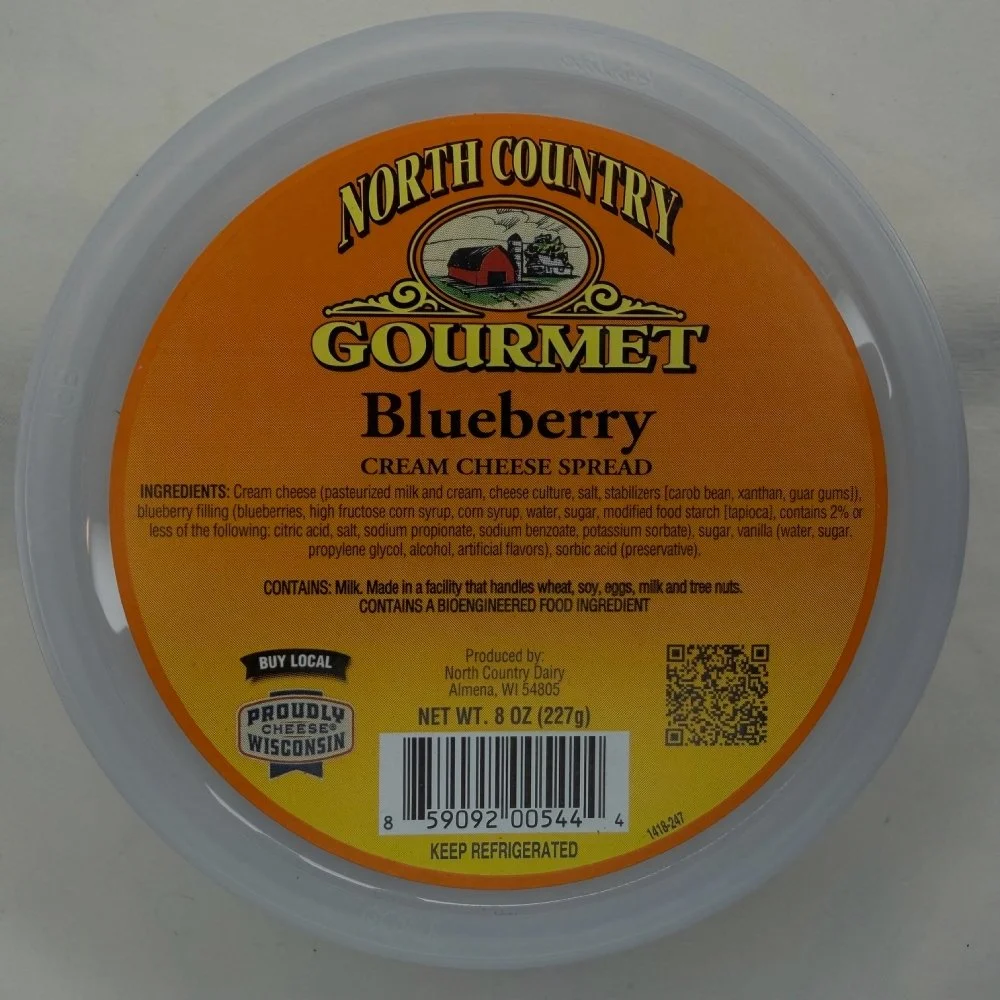 NORTH COUNTRY
GOURMET
Blueberry
CREAM CHEESE SPREAD
INGREDIENTS: Cream cheese (pasteurized milk and cream, cheese culture, salt, stabilizers [carob bean, xanthan, guar gums]),
blueberry filling (blueberries, high fructose corn syrup, corn syrup, water, sugar, modified food starch [tapioca], contains 2% or
less of the following: citric acid, salt, sodium propionate, sodium benzoate, potassium sorbate), sugar, vanilla (water, sugar,
propylene glycol, alcohol, artificial flavors), sorbic acid (preservative).
CONTAINS: Milk. Made in a facility that handles wheat, soy, eggs, milk and tree nuts.
CONTAINS A BIOENGINEERED FOOD INGREDIENT
BUY LOCAL
PROUDLY
CHEESE®
WISCONSIN
Produced by:
North Country Dairy
Almena, WI 54805
NET WT. 8 OZ (227g)
8 59092 00544 4
1418-247
KEEP REFRIGERATED